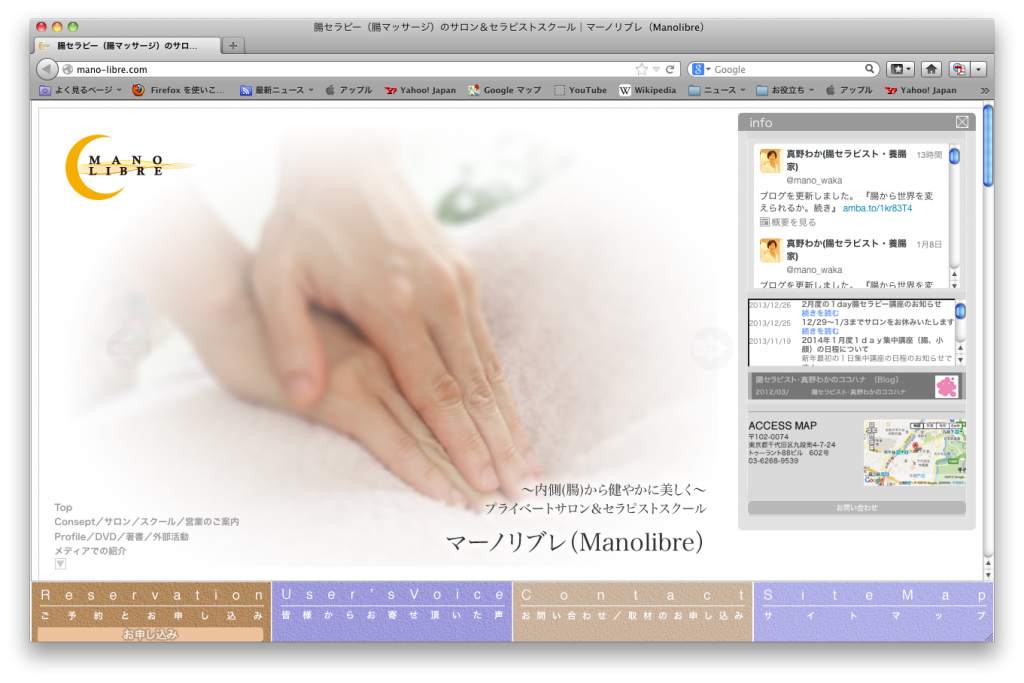 腸セラピー（腸マッサージ）のサロン＆セラピストスクール｜マーノリブレ（Manolibre）
腸セラピー（腸マッサージ）のサロ...
mano-libre.com
Google
よく見るページ
Firefox を使いこ...
最新ニュース
アップル
Yahoo! Japan
Google マップ
YouTube
Wikipedia
ニュース
お役立ち
アップル
Yahoo! Japan
MANO
LIBRE
info
真野わか(腸セラピスト・養腸家)
13時間
@mano_waka
ブログを更新しました。 『腸から世界を変
えられるか。続き』 amba.to/1kr83T4
概要を見る
真野わか(腸セラピスト・養腸家)
1月8日
@mano_waka
ブログを更新しました。 『腸から世界を変
2013/12/26 2月度の１day腸セラピー講座のお知らせ
続きを読む
2013/12/25 12/29～1/3までサロンをお休みいたします
続きを読む
2013/11/19 2014年１月度１ｄａｙ集中講座（腸、小
顔）の日程について
新年最初の１日集中講座の日程のお知らせで
腸セラピスト･真野わかのココハナ （Blog）
2012/03/ 腸セラピスト･真野わかのココハナ
ACCESS MAP
〒102-0074
東京都千代田区九段南4-7-24
トゥーラントBBビル 602号
03-6268-9539
お問い合わせ
～内側(腸)から健やかに美しく～
プライベートサロン＆セラピストスクール
マーノリブレ（Manolibre）
Top
Consept／サロン／スクール／営業のご案内
Profile／DVD／著書／外部活動
メディアでの紹介
Reservation
ご予約とお申し込み
お申し込み
User'sVoice
皆様からお寄せ頂いた声
Contact
お問い合わせ／取材のお申し込み
SiteMap
サイトマップ